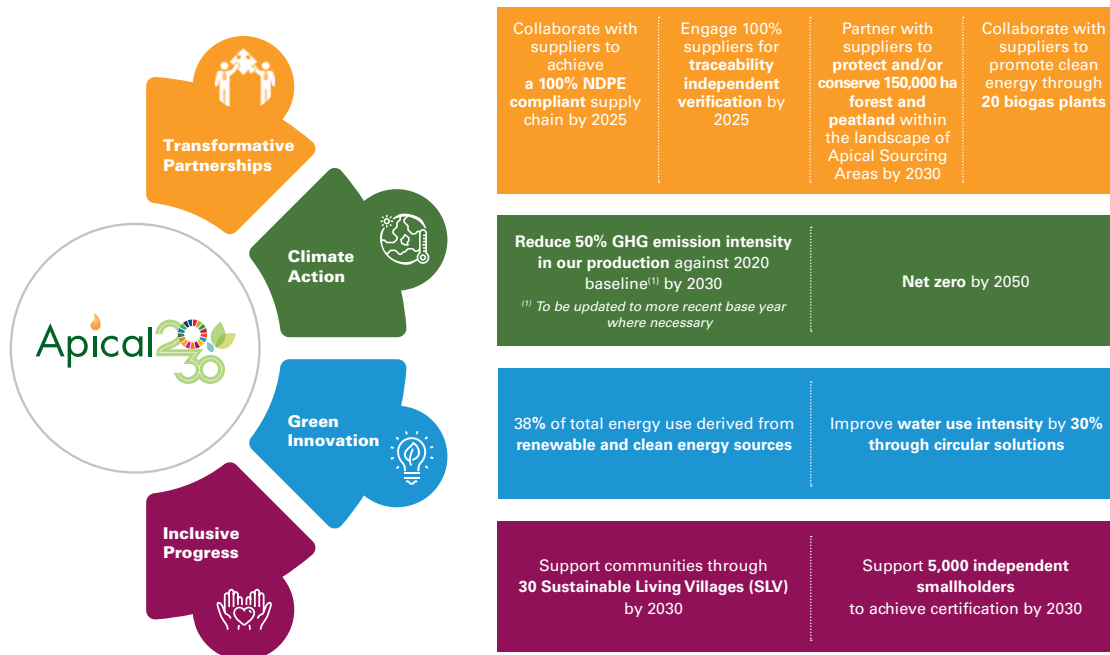 Transformative
Partnerships
Collaborate with
suppliers to
achieve
a 100% NDPE
compliant supply
chain by 2025
Engage 100%
suppliers for
traceability
independent
verification by
2025
Partner with
suppliers to
protect and/or
conserve 150,000 ha
forest and
peatland within
the landscape of
Apical Sourcing
Areas by 2030
Collaborate with
suppliers to
promote clean
energy through
20 biogas plants
Climate
Action
Reduce 50% GHG emission intensity
in our production against 2020
baseline(1) by 2030
(1) To be updated to more recent base year
where necessary
Net zero by 2050
Apical2030
Green
Innovation
38% of total energy use derived from
renewable and clean energy sources
Improve water use intensity by 30%
through circular solutions
Inclusive
Progress
Support communities through
30 Sustainable Living Villages (SLV)
by 2030
Support 5,000 independent
smallholders
to achieve certification by 2030